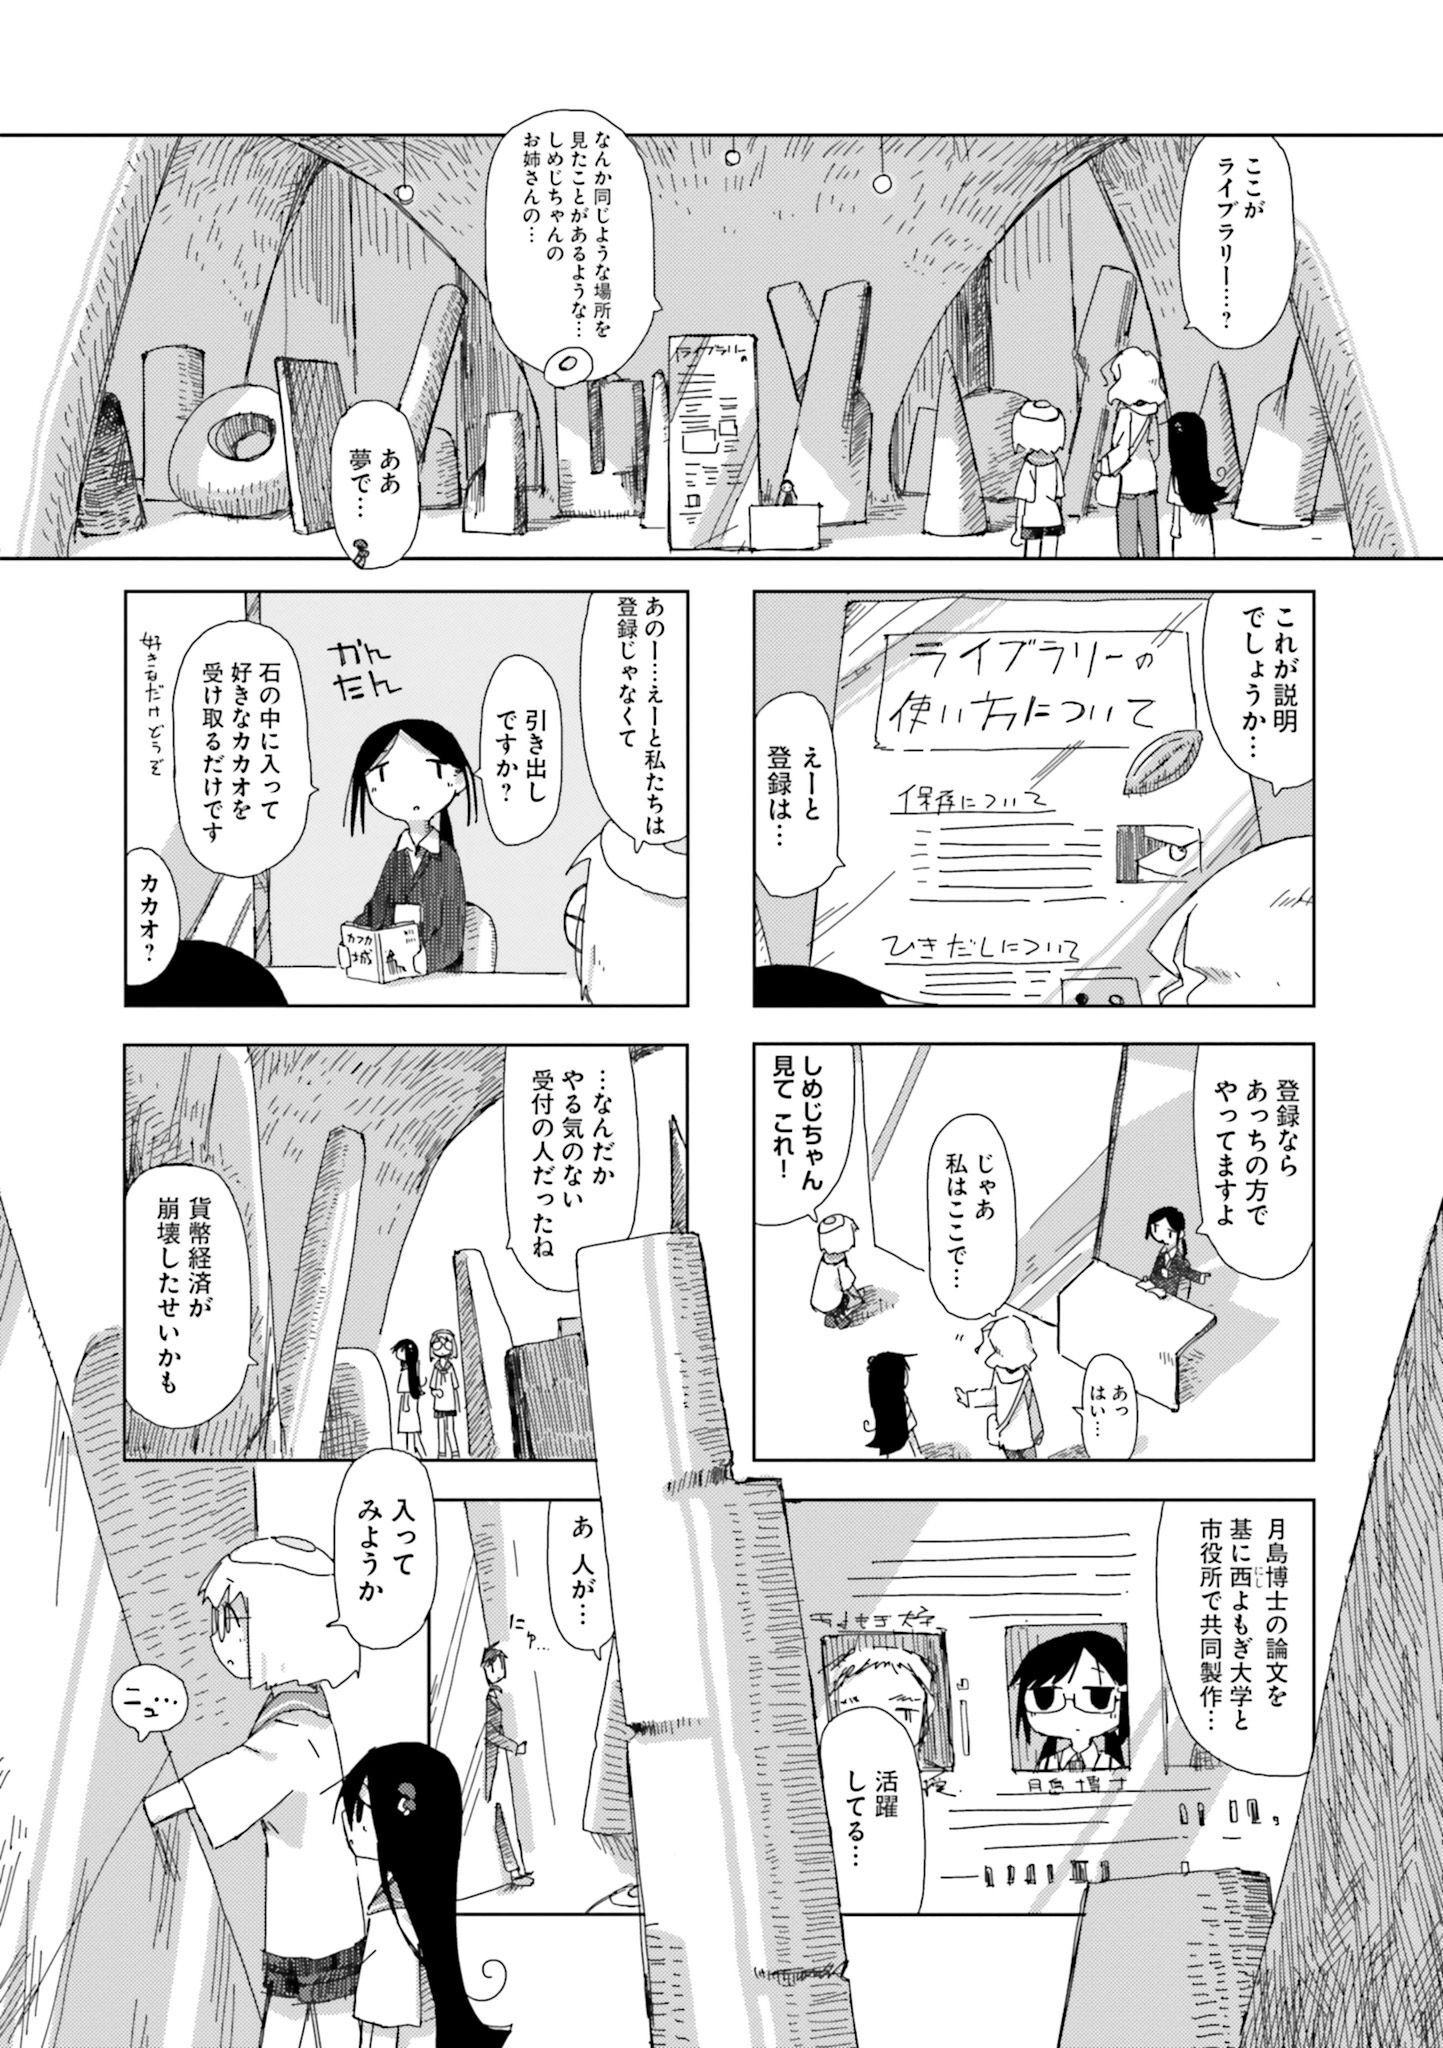 ここが
ライブラリー…?
なんか同じような場所を
見たことがあるような…
しめじちゃんの
お姉さんの…
ああ
夢で…
ライブラリーの
これが説明
でしょうか…
ライブラリーの
使い方について
保存について
ひきだしについて
えーと
登録は…
あのー…えーと私たちは
登録じゃなくて
引き出し
ですか?
かん
たん
石の中に入って
好きなカカオを
受け取るだけです
好きなだけどうぞ
カフカ
城
カカオ?
登録なら
あっちの方で
やってますよ
あっ
はい…
じゃあ
私はここで…
しめじちゃん
見て これ!
…なんだか
やる気のない
受付の人だったね
貨幣経済が
崩壊したせいかも
月島博士の論文を
基に西よもぎ大学と
にし
市役所で共同製作…
月島博士
活躍
してる…
あ 人が…
にゅ…
入って
みようか
ニュ…